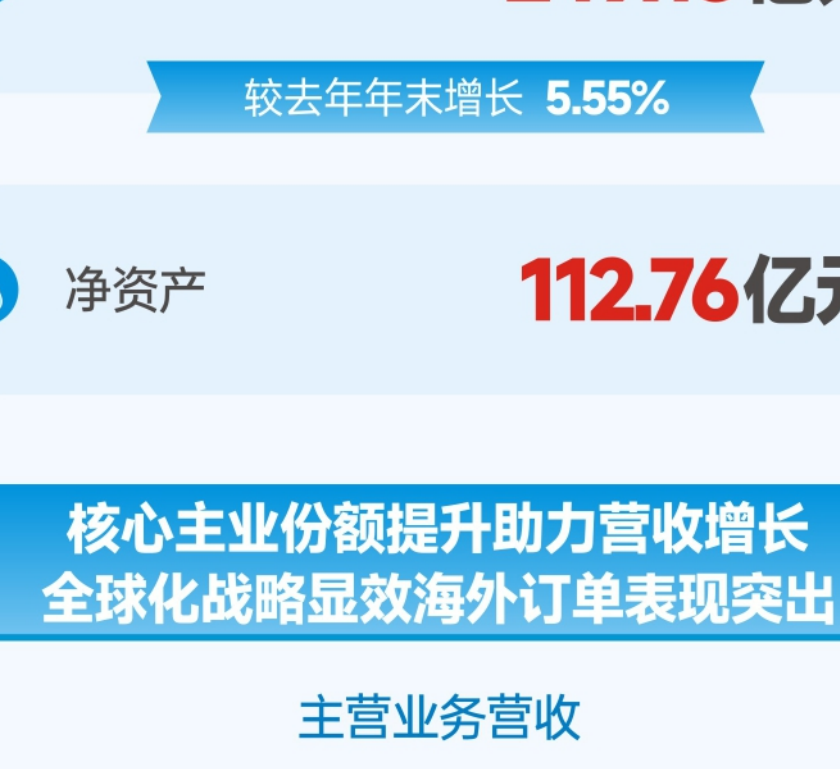 较去年年末增长 5.55%
净资产 112.76亿元
核心主业份额提升助力营收增长
全球化战略显效海外订单表现突出
主营业务营收